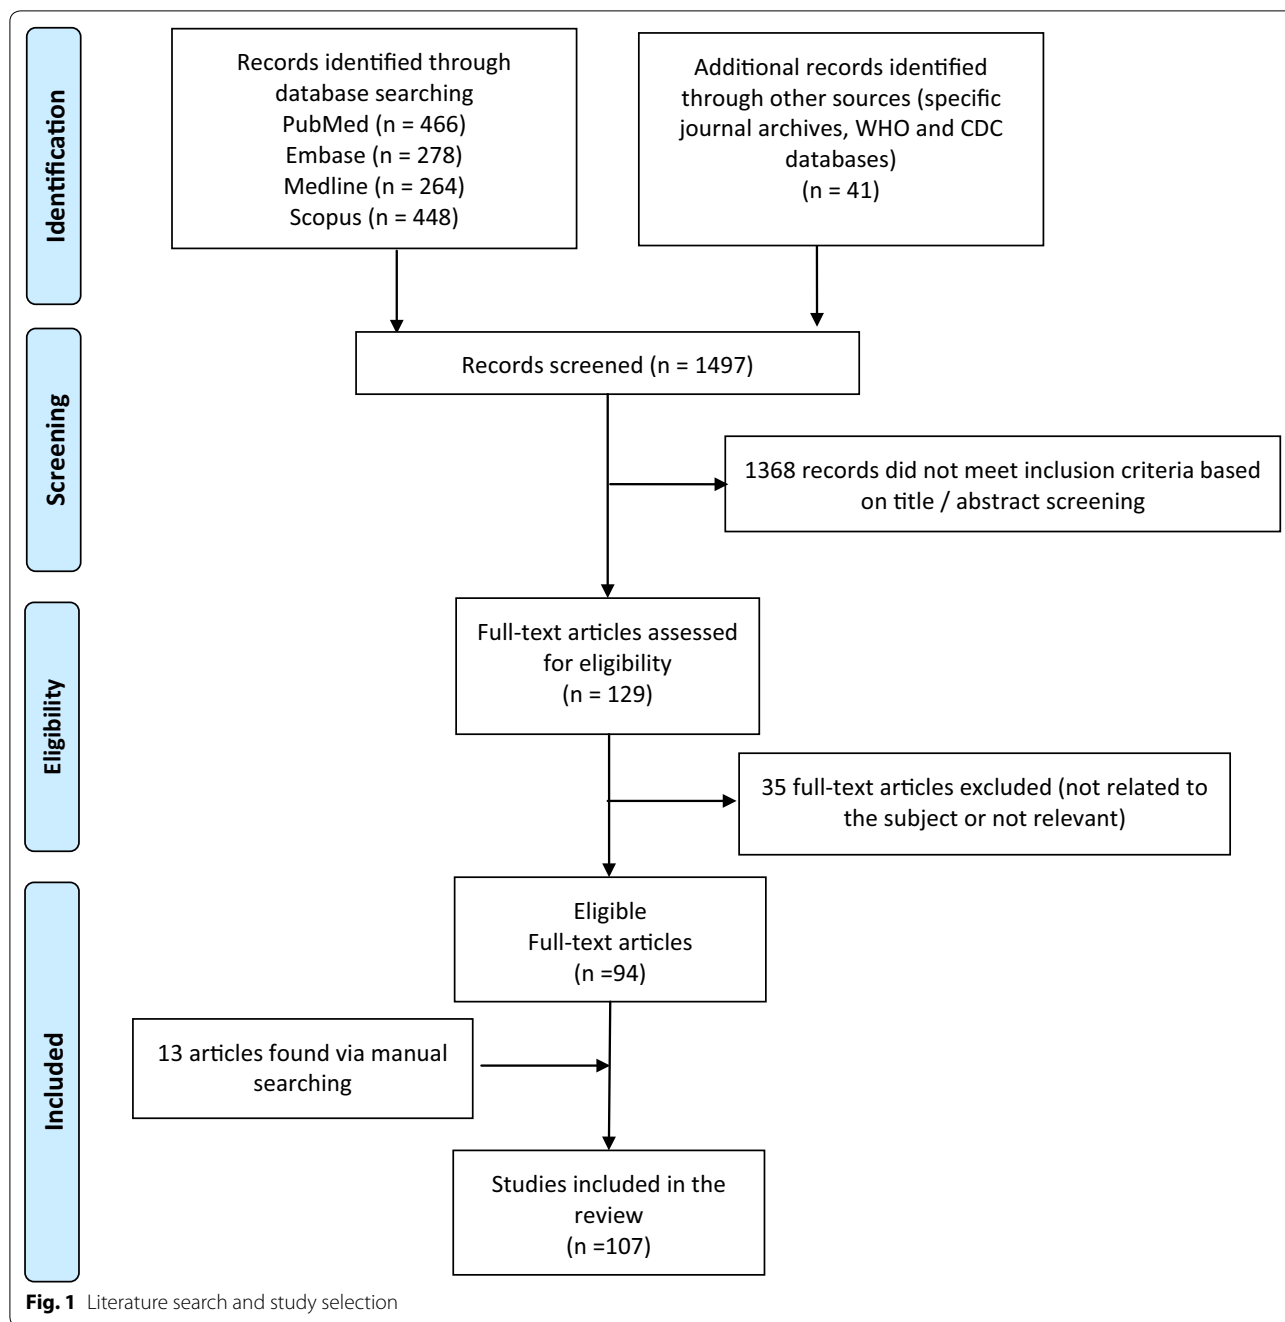 Identification
Records identified through
database searching
PubMed (n = 466)
Embase (n = 278)
Medline (n = 264)
Scopus (n = 448)
Additional records identified
through other sources (specific
journal archives, WHO and CDC
databases)
(n = 41)
Screening
Records screened (n = 1497)
1368 records did not meet inclusion criteria based
on title / abstract screening
Eligibility
Full-text articles assessed
for eligibility
(n = 129)
35 full-text articles excluded (not related to
the subject or not relevant)
Included
Eligible
Full-text articles
(n =94)
13 articles found via manual
searching
Studies included in the
review
(n =107)
Fig. 1 Literature search and study selection